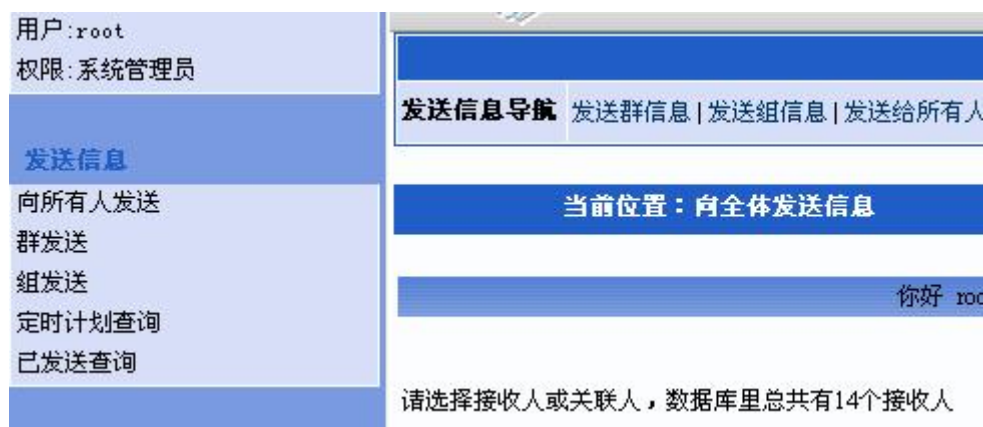 用户:root
权限:系统管理员
发送信息
向所有人发送
群发送
组发送
定时计划查询
已发送查询
发送信息导航 发送群信息|发送组信息|发送给所有人
当前位置：向全体发送信息
你好
请选择接收人或关联人，数据库里总共有14个接收人